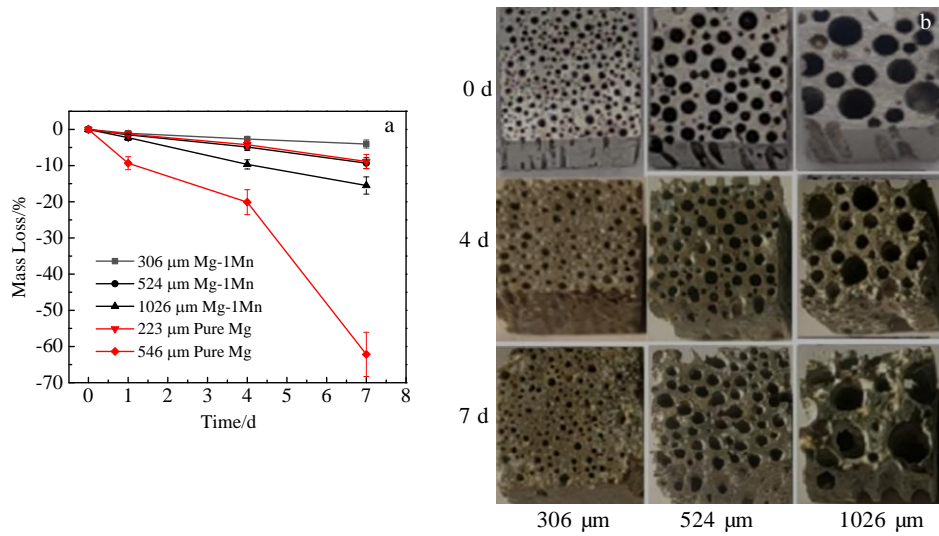 a
0
-10
-20
-30
-40
-50
-60
-70
Mass Loss/%
306 μm Mg-1Mn
524 μm Mg-1Mn
1026 μm Mg-1Mn
223 μm Pure Mg
546 μm Pure Mg
0 1 2 3 4 5 6 7 8
Time/d
b
0 d
4 d
7 d
306 μm 524 μm 1026 μm